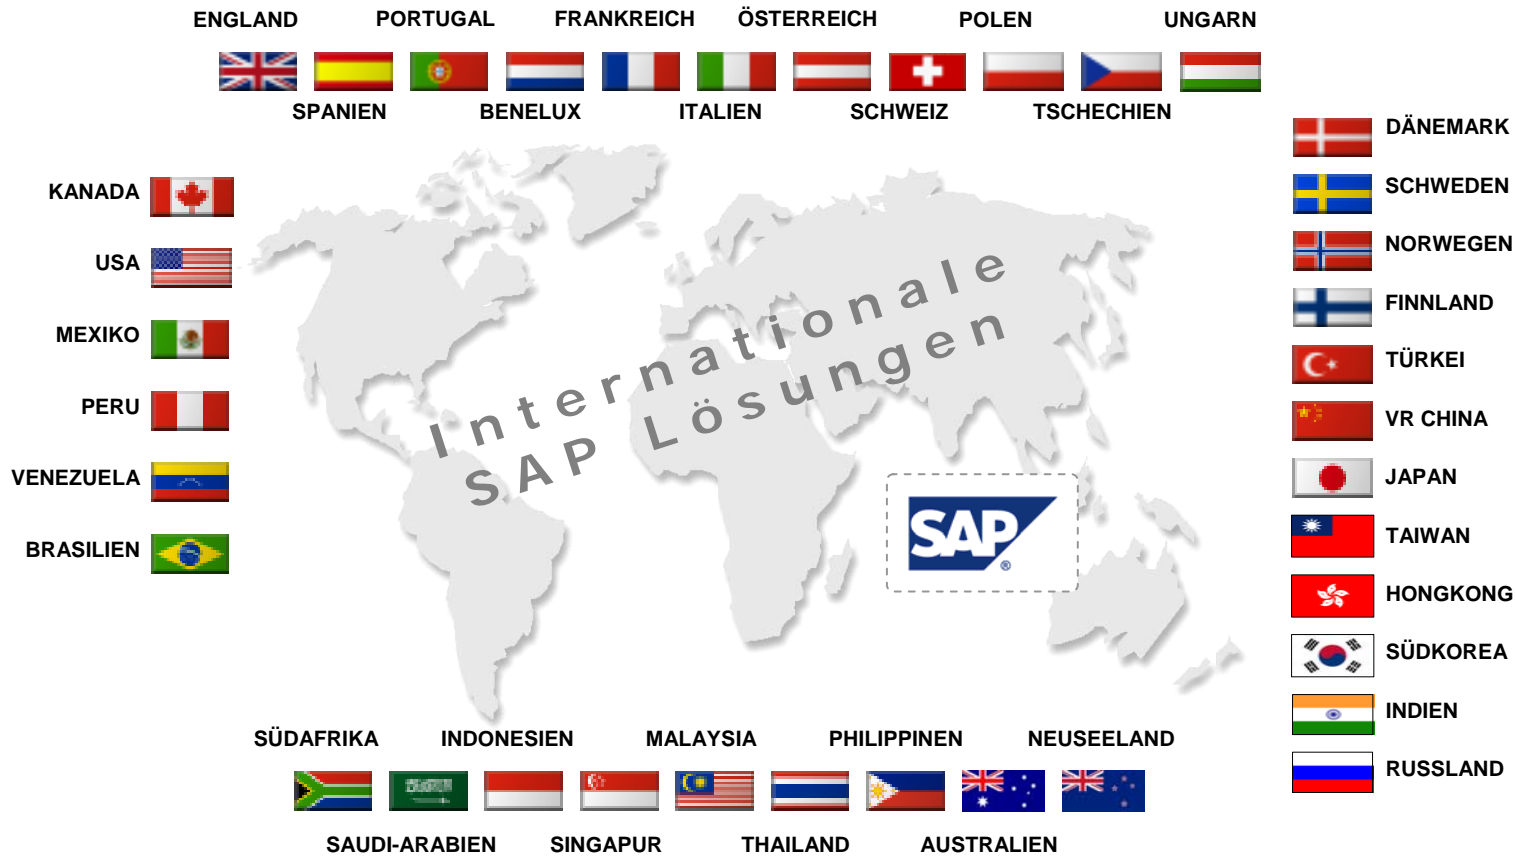 ENGLAND PORTUGAL FRANKREICH ÖSTERREICH POLEN UNGARN
SPANIEN BENELUX ITALIEN SCHWEIZ TSCHECHIEN
KANADA
USA
MEXIKO
PERU
VENEZUELA
BRASILIEN
Internationale
SAP Lösungen
SAP
®
DÄNEMARK
SCHWEDEN
NORWEGEN
FINNLAND
TÜRKEI
VR CHINA
JAPAN
TAIWAN
HONGKONG
SÜDKOREA
INDIEN
RUSSLAND
SÜDAFRIKA INDONESIEN MALAYSIA PHILIPPINEN NEUSEELAND
SAUDI-ARABIEN SINGAPUR THAILAND AUSTRALIEN